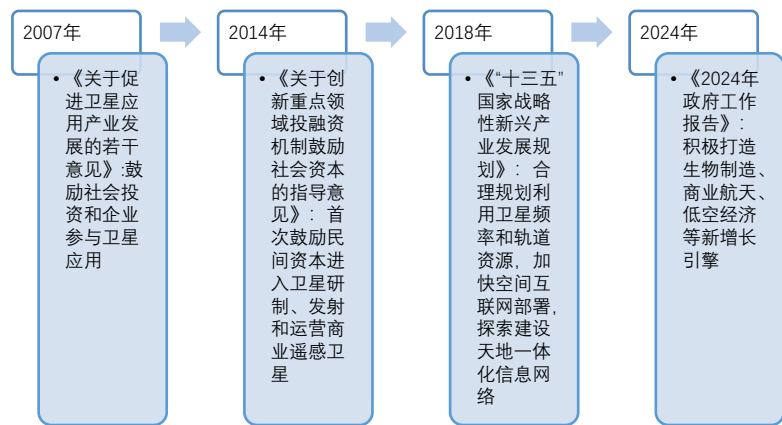 2007年
• 《关于促
进卫星应
用产业发
展的若干
意见》:鼓
励社会投
资和企业
参与卫星
应用
2014年
• 《关于创
新重点领
域投融资
机制鼓励
社会资本
的指导意
见》：首
次鼓励民
间资本进
入卫星研
制、发射
和运营商
业遥感卫
星
2018年
• 《“十三五”
国家战略
性新兴产
业发展规
划》：合
理规划利
用卫星频
率和轨道
资源，加
快空间互
联网部署，
探索建设
天地一体
化信息网
络
2024年
• 《2024年
政府工作
报告》：
积极打造
生物制造、
商业航天、
低空经济
等新增长
引擎